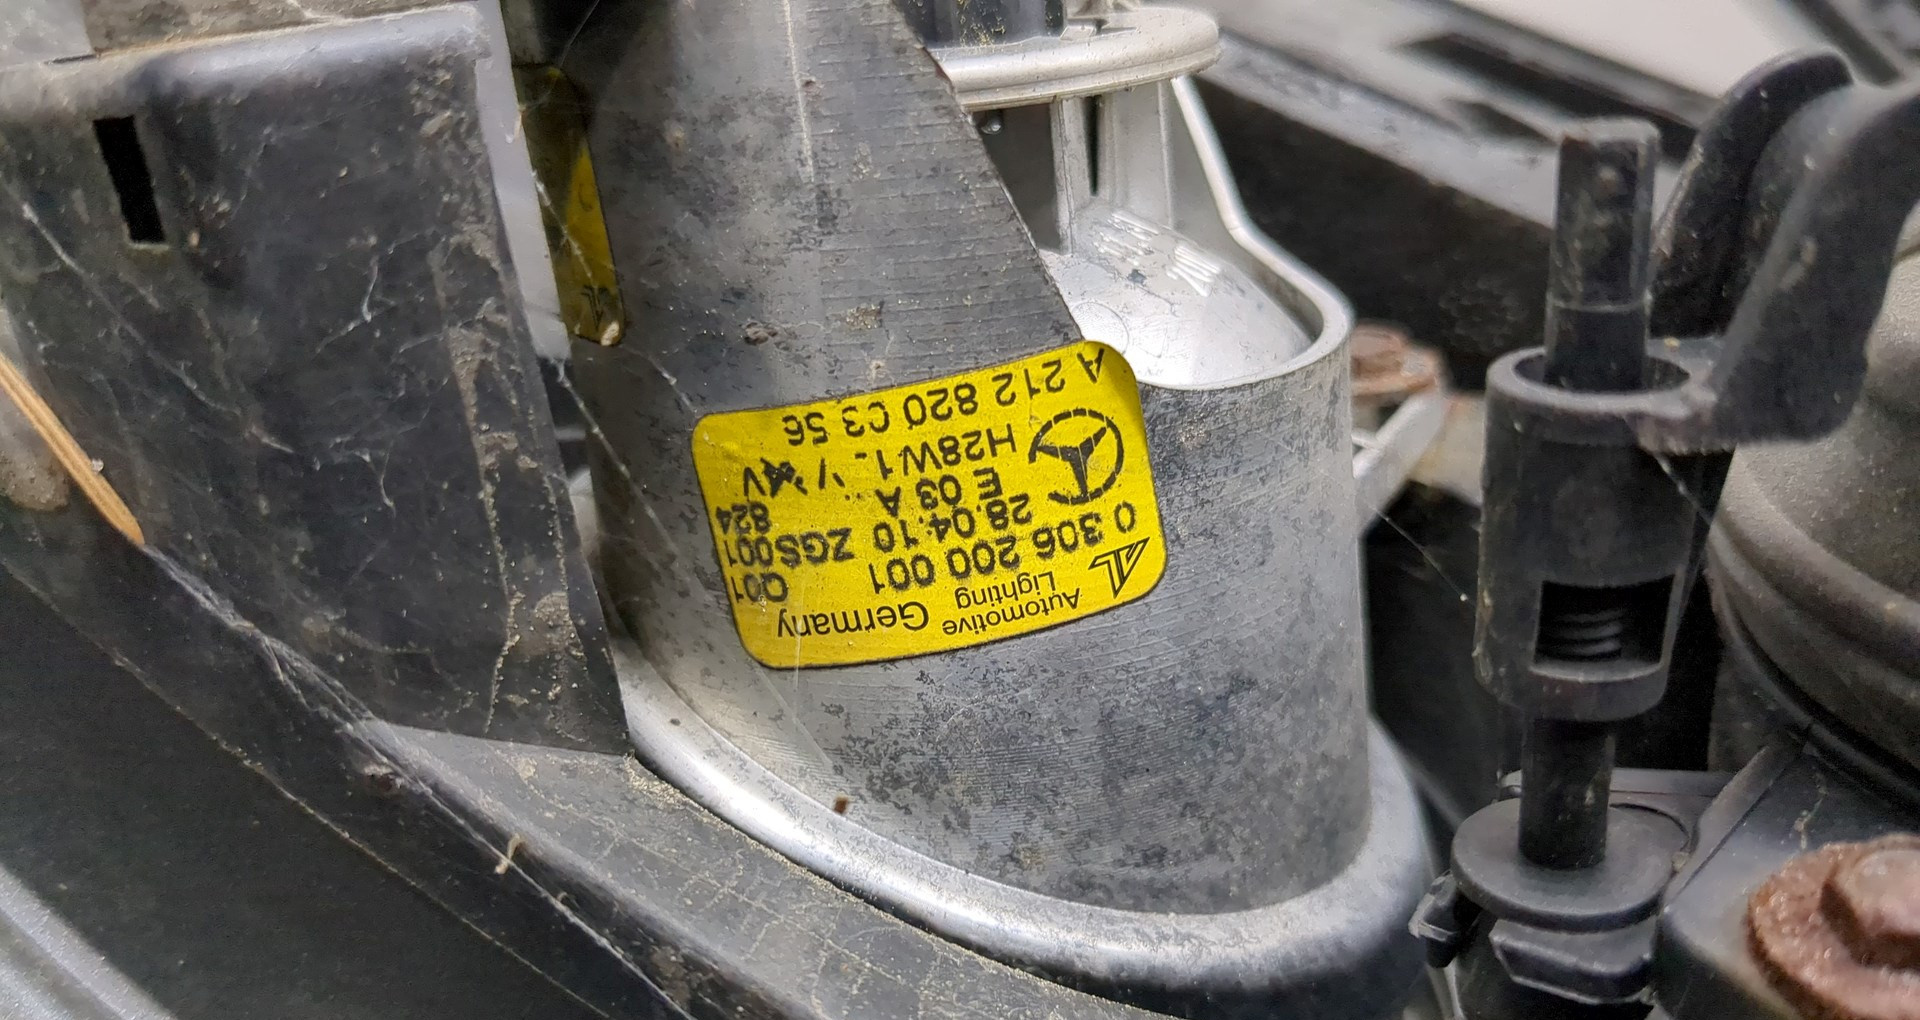 AL Automotive
Lighting Germany
0 306 200 001 Q01
28.04.10 ZGS001
E 03 A 824
H28W1-
A 212 820 C3 56